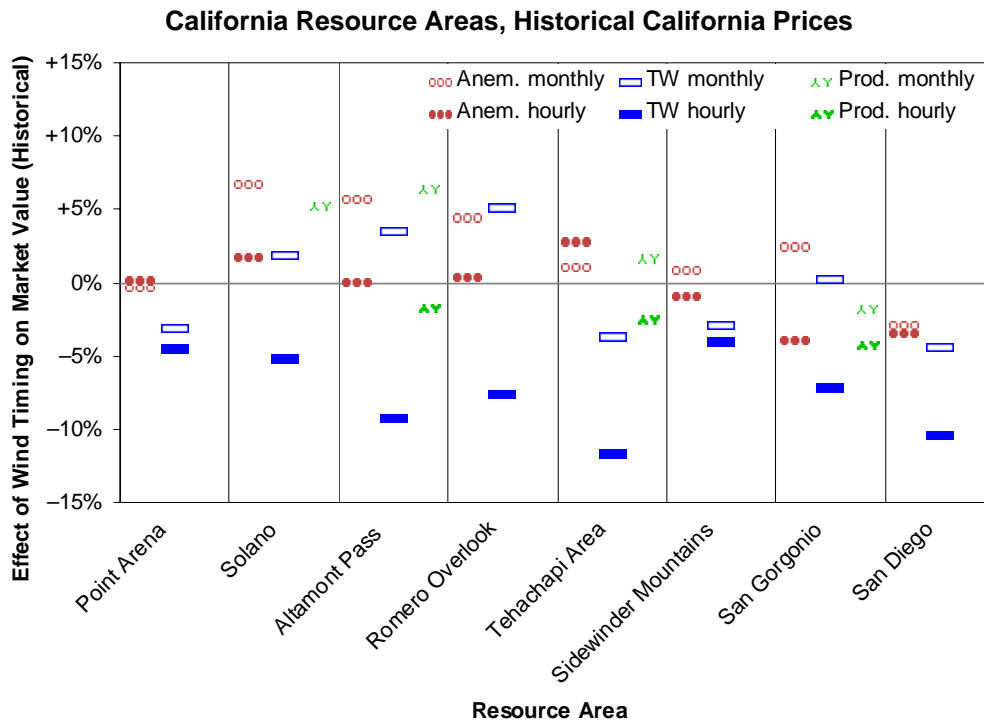 California Resource Areas, Historical California Prices
Effect of Wind Timing on Market Value (Historical)
+15%
+10%
+5%
0%
–5%
–10%
–15%
Anem. monthly
TW monthly
Prod. monthly
Anem. hourly
TW hourly
Prod. hourly
Point Arena
Solano
Altamont Pass
Romero Overlook
Tehachapi Area
Sidewinder Mountains
San Gorgonio
San Diego
Resource Area